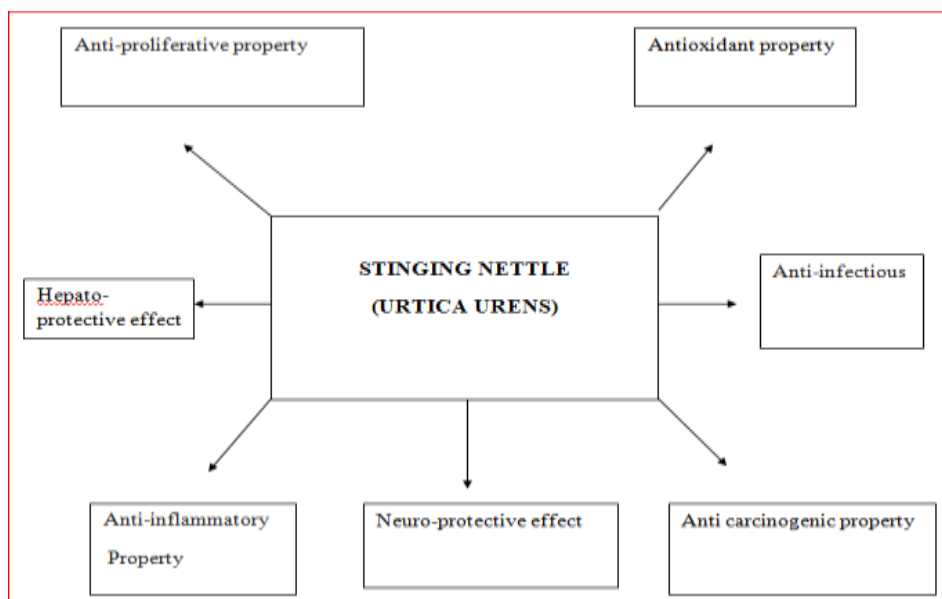 Anti-proliferative property
Antioxidant property
STINGING NETTLE
(URTICA URENS)
Hepato-
protective effect
Anti-infectious
Anti-inflammatory
Property
Neuro-protective effect
Anti carcinogenic property